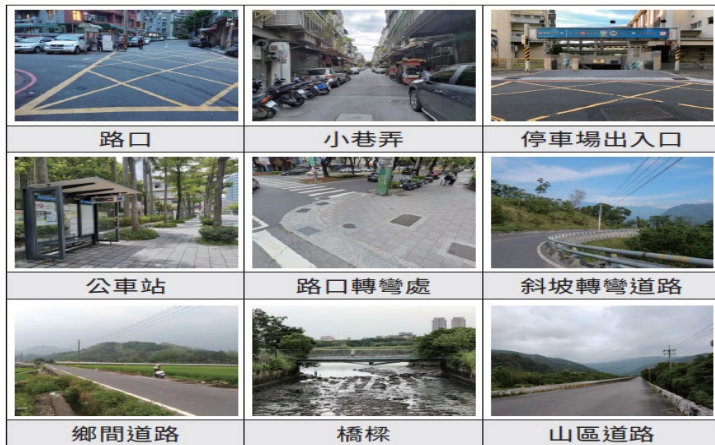 路口
小巷弄
停車場出入口
公車站
路口轉彎處
斜坡轉彎道路
鄉間道路
橋樑
山區道路